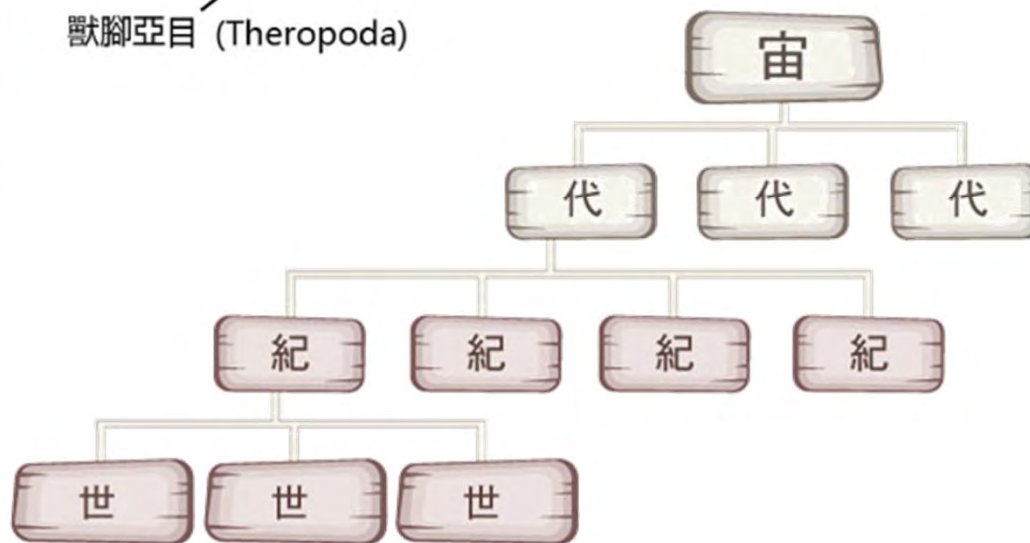 獸腳亞目 (Theropoda)
宙
代 代 代
紀 紀 紀 紀
世 世 世